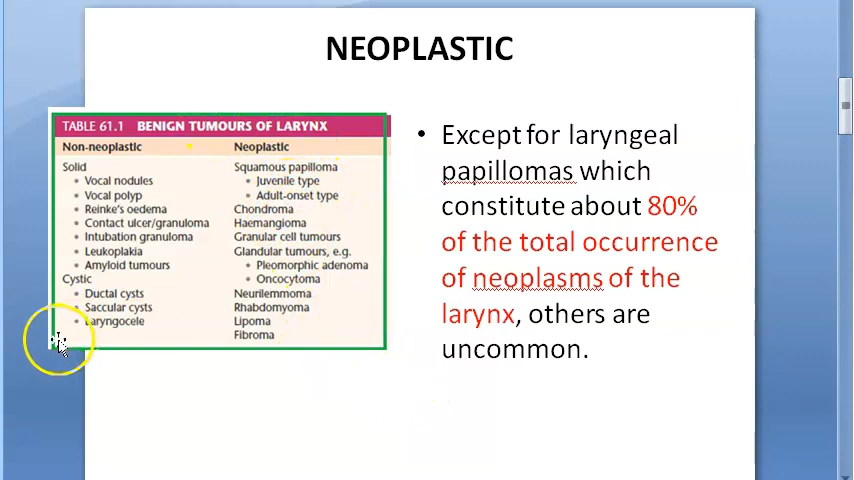 NEOPLASTIC
TABLE 61.1 BENIGN TUMOURS OF LARYNX
Non-neoplastic Neoplastic
Solid Squamous papilloma
• Vocal nodules • Juvenile type
• Vocal polyp • Adult-onset type
• Reinke's oedema Chondroma
• Contact ulcer/granuloma Haemangioma
• Intubation granuloma Granular cell tumours
• Leukoplakia Glandular tumours, e.g.
• Amyloid tumours • Pleomorphic adenoma
Cystic • Oncocytoma
• Ductal cysts Neurilemmoma
• Saccular cysts Rhabdomyoma
• Laryngocele Lipoma
Fibroma
• Except for laryngeal
papillomas which
constitute about 80%
of the total occurrence
of neoplasms of the
larynx, others are
uncommon.